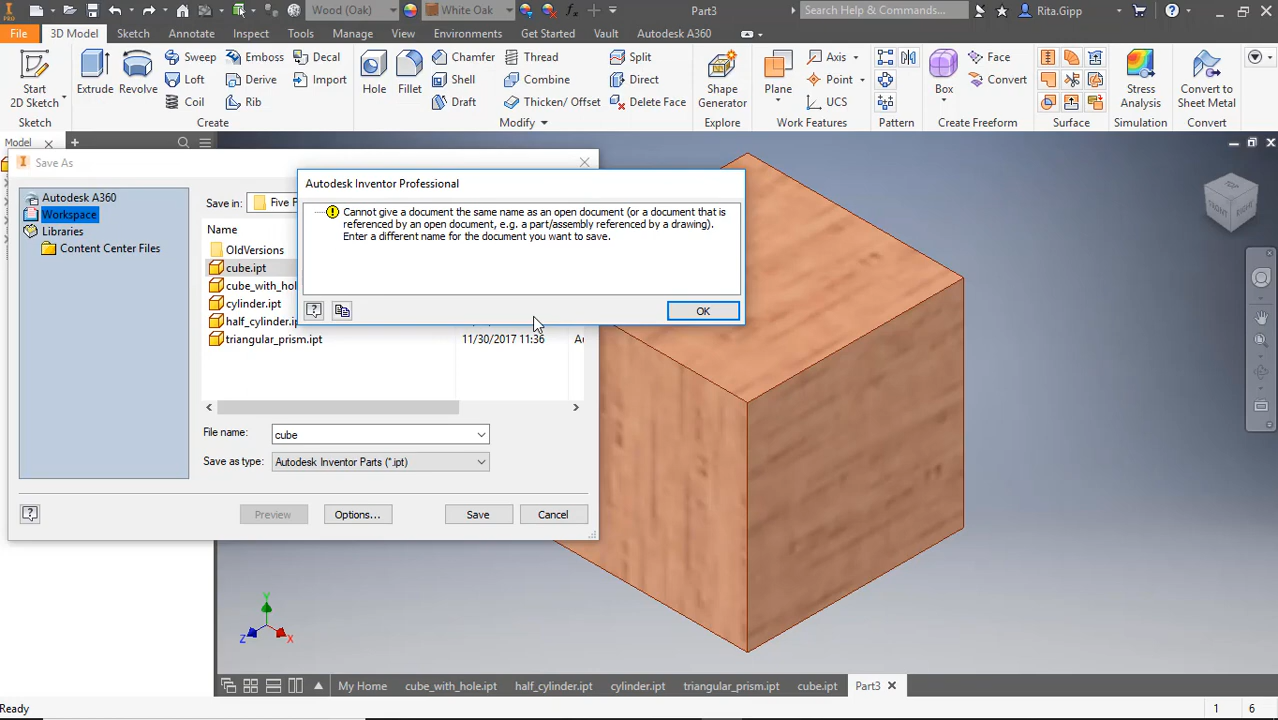 PRO
Wood (Oak)
White Oak
Part3
Search Help & Commands...
Rita.Gipp
File 3D Model Sketch Annotate Inspect Tools Manage View Environments Get Started Vault Autodesk A360
Start
2D Sketch
Extrude
Revolve
Sweep
Loft
Coil
Emboss
Derive
Rib
Decal
Import
Hole
Fillet
Chamfer
Shell
Draft
Thread
Combine
Thicken/ Offset
Split
Direct
Delete Face
Shape
Generator
Plane
Axis
Point
UCS
Box
Face
Convert
Stress
Analysis
Convert to
Sheet Metal
Sketch Create Modify Explore Work Features Pattern Create Freeform Surface Simulation Convert
Model
Save As
Autodesk A360
Workspace
Libraries
Content Center Files
Save in: Five P
Name
OldVersions
cube.ipt
cube_with_hol
cylinder.ipt
half_cylinder.ip
triangular_prism.ipt 11/30/2017 11:36 Au
File name: cube
Save as type: Autodesk Inventor Parts (*.ipt)
Preview Options... Save Cancel
Autodesk Inventor Professional
Cannot give a document the same name as an open document (or a document that is
referenced by an open document, e.g. a part/assembly referenced by a drawing).
Enter a different name for the document you want to save.
OK
FRONT RIGHT
Y
Z X
My Home cube_with_hole.ipt half_cylinder.ipt cylinder.ipt triangular_prism.ipt cube.ipt Part3
Ready 1 6